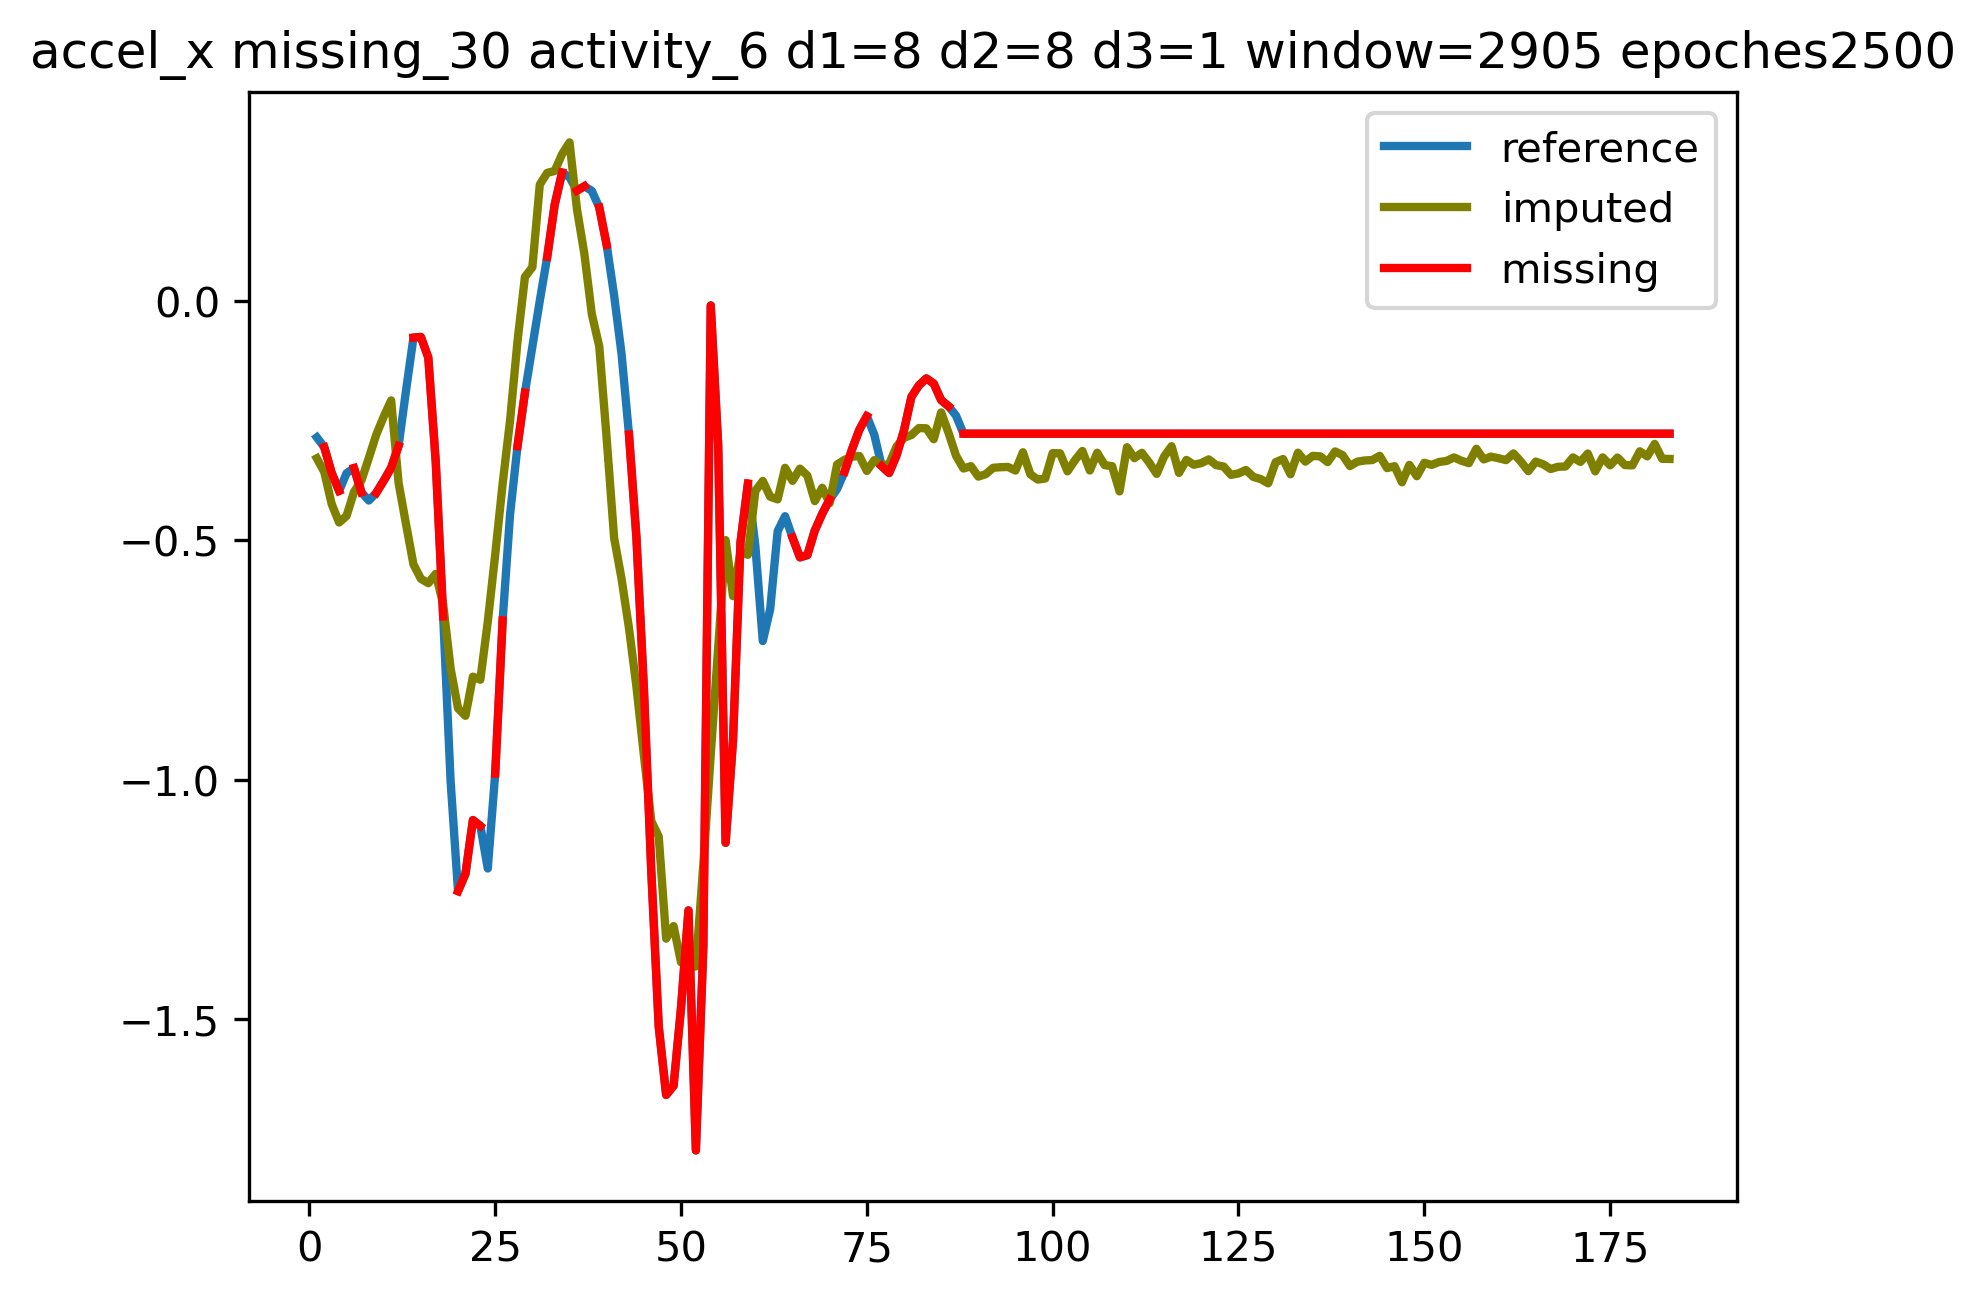 accel_x missing_30 activity_6 d1=8 d2=8 d3=1 window=2905 epoches2500
reference
imputed
missing
0.0
−0.5
−1.0
−1.5
0 25 50 75 100 125 150 175